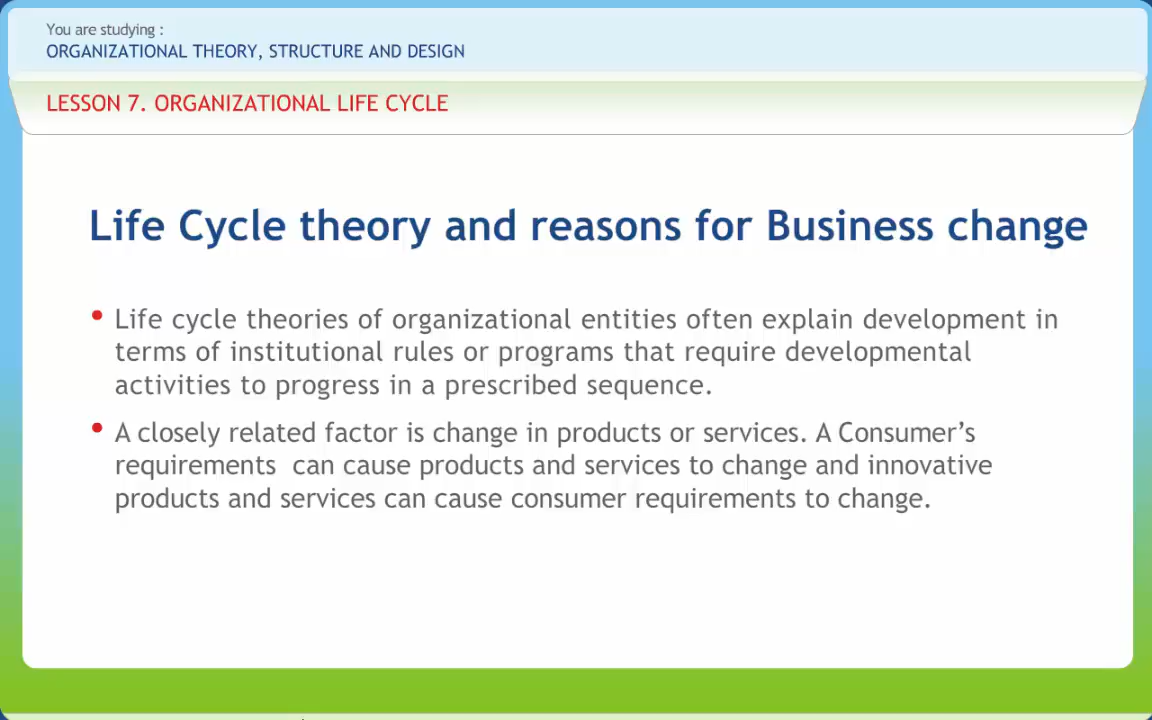 You are studying :
ORGANIZATIONAL THEORY, STRUCTURE AND DESIGN
LESSON 7. ORGANIZATIONAL LIFE CYCLE
Life Cycle theory and reasons for Business change
• Life cycle theories of organizational entities often explain development in
terms of institutional rules or programs that require developmental
activities to progress in a prescribed sequence.
• A closely related factor is change in products or services. A Consumer’s
requirements  can cause products and services to change and innovative
products and services can cause consumer requirements to change.